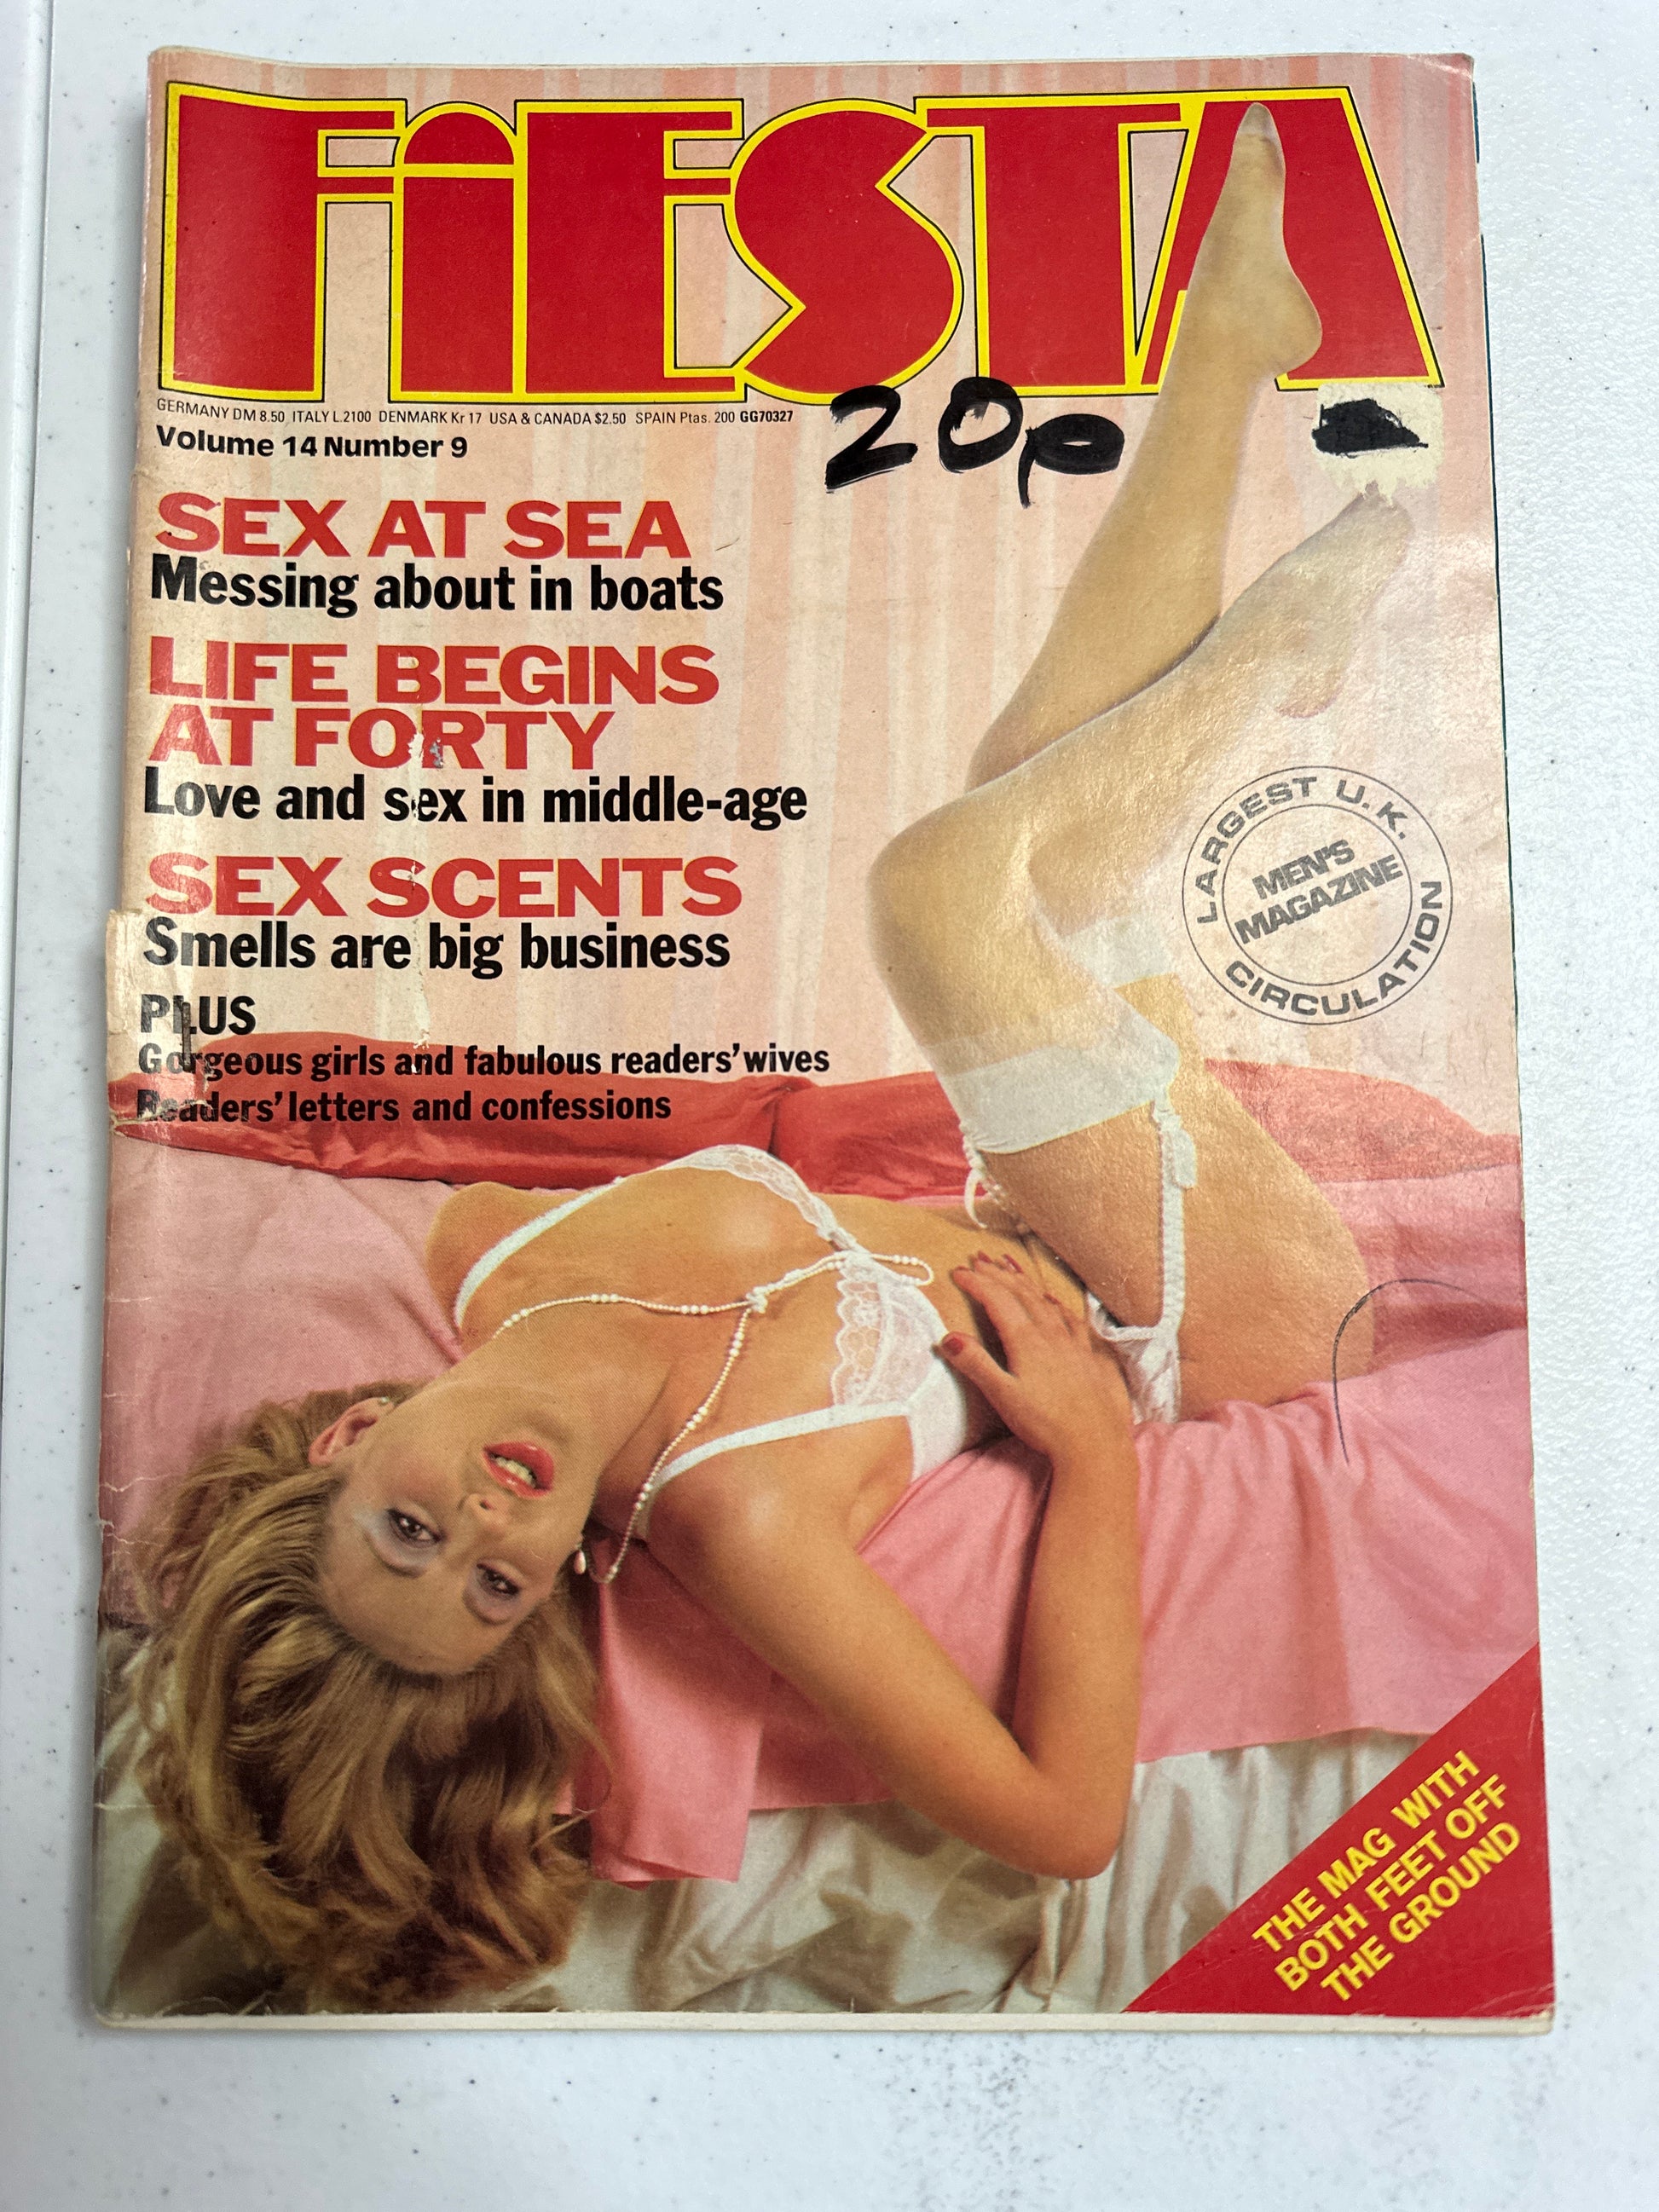 FiESTA
GERMANY DM 8.50 ITALY L.2100 DENMARK Kr 17 USA & CANADA $2.50 SPAIN Ptas. 200 GG70327
20p
Volume 14 Number 9
SEX AT SEA
Messing about in boats
LIFE BEGINS
AT FORTY
Love and sex in middle-age
SEX SCENTS
Smells are big business
PLUS
Gorgeous girls and fabulous readers' wives
Readers' letters and confessions
LARGEST U.K.
MEN'S
MAGAZINE
CIRCULATION
THE MAG WITH
BOTH FEET OFF
THE GROUND